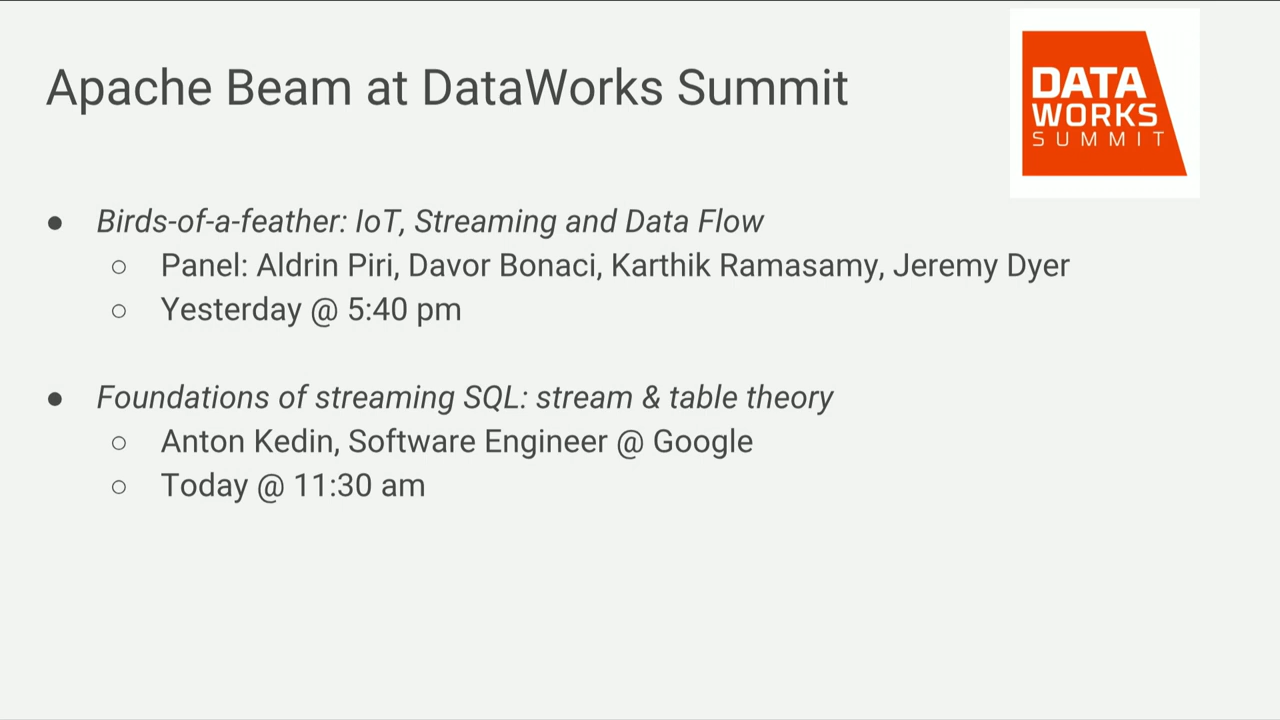 Apache Beam at DataWorks Summit
DATA
WORKS
SUMMIT
● Birds-of-a-feather: IoT, Streaming and Data Flow
○ Panel: Aldrin Piri, Davor Bonaci, Karthik Ramasamy, Jeremy Dyer
○ Yesterday @ 5:40 pm
● Foundations of streaming SQL: stream & table theory
○ Anton Kedin, Software Engineer @ Google
○ Today @ 11:30 am